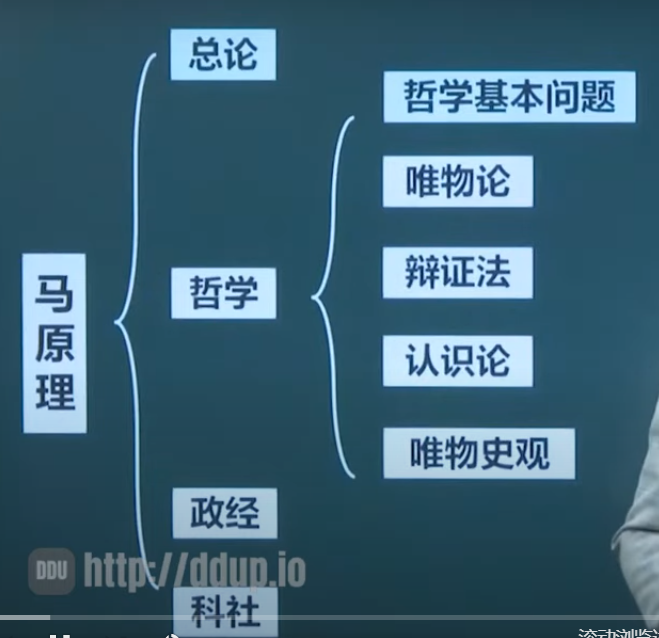 总论
哲学基本问题
唯物论
辩证法
哲学
马原理
认识论
唯物史观
政经
DDU http://ddup.io
科社
滚动浏览